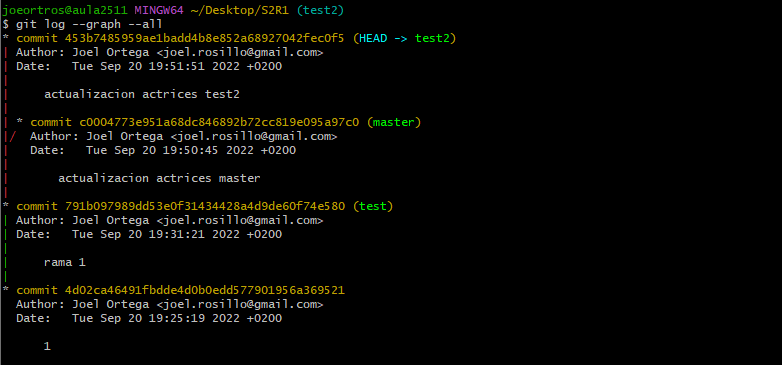 joeortros@aula2511 MINGW64 ~/Desktop/S2R1 (test2)
$ git log --graph --all
* commit 453b7485959ae1badd4b8e852a68927042fec0f5 (HEAD -> test2)
| Author: Joel Ortega <joel.rosillo@gmail.com>
| Date:   Tue Sep 20 19:51:51 2022 +0200
|
|     actualizacion actrices test2
|
| * commit c0004773e951a68dc846892b72cc819e095a97c0 (master)
|/  Author: Joel Ortega <joel.rosillo@gmail.com>
|   Date:   Tue Sep 20 19:50:45 2022 +0200
|
|       actualizacion actrices master
|
* commit 791b097989dd53e0f31434428a4d9de60f74e580 (test)
| Author: Joel Ortega <joel.rosillo@gmail.com>
| Date:   Tue Sep 20 19:31:21 2022 +0200
|
|     rama 1
|
* commit 4d02ca46491fbdde4d0b0edd577901956a369521
  Author: Joel Ortega <joel.rosillo@gmail.com>
  Date:   Tue Sep 20 19:25:19 2022 +0200

      1